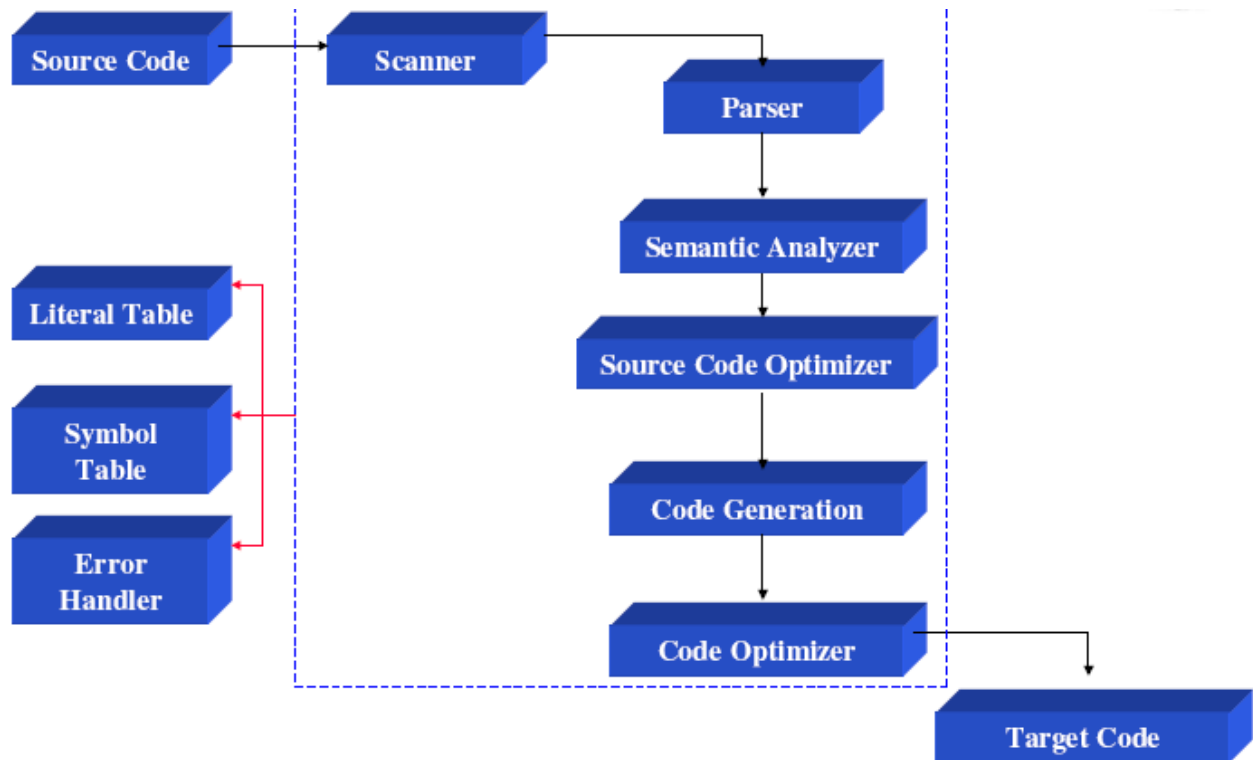 Source Code
Scanner
Parser
Semantic Analyzer
Literal Table
Source Code Optimizer
Symbol
Table
Code Generation
Error
Handler
Code Optimizer
Target Code